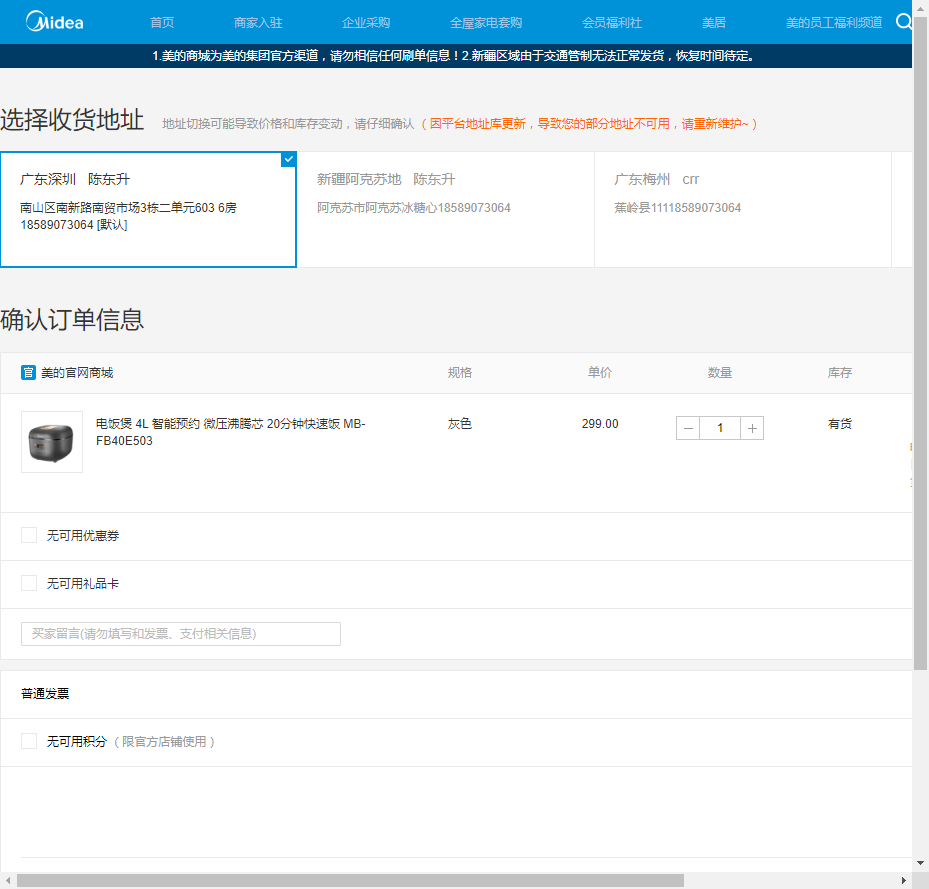 Midea 首页 商家入驻 企业采购 全屋家电套购 会员福利社 美居 美的员工福利频道
1.美的商城为美的集团官方渠道，请勿相信任何刷单信息！2.新疆区域由于交通管制无法正常发货，恢复时间待定。
选择收货地址 地址切换可能导致价格和库存变动，请仔细确认（因平台地址库更新，导致您的部分地址不可用，请重新维护~）
广东深圳 陈东升
南山区南新路南贸市场3栋二单元603 6房
18589073064 [默认]
新疆阿克苏地 陈东升
阿克苏市阿克苏冰糖心18589073064
广东梅州 crr
蕉岭县11118589073064
确认订单信息
官 美的官网商城 规格 单价 数量 库存
电饭煲 4L 智能预约 微压沸腾芯 20分钟快速饭 MB-
FB40E503
灰色 299.00 － 1 ＋ 有货
无可用优惠券
无可用礼品卡
买家留言(请勿填写和发票、支付相关信息)
普通发票
无可用积分（限官方店铺使用）